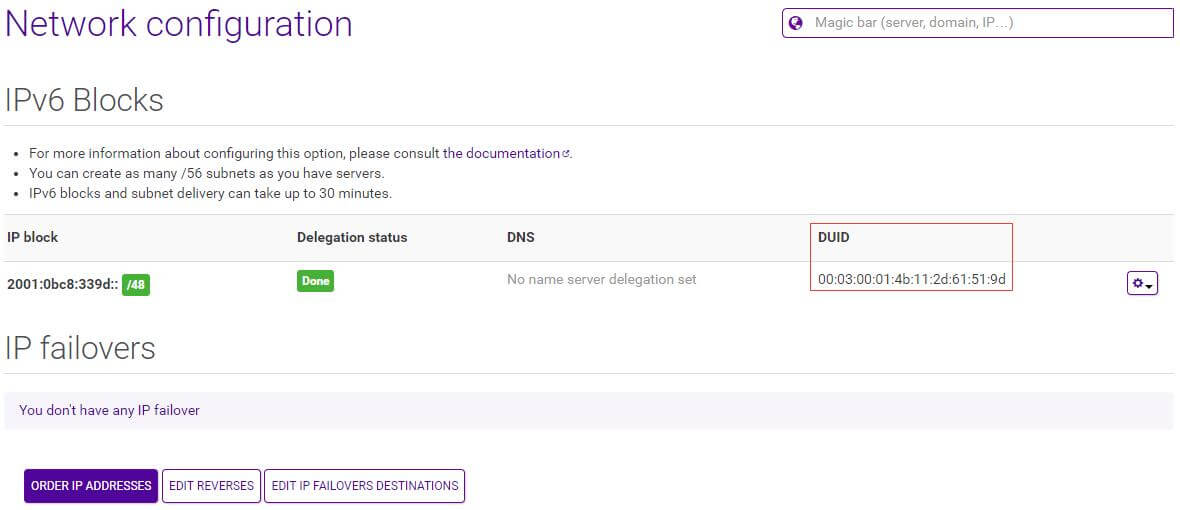 Network configuration
Magic bar (server, domain, IP…)
IPv6 Blocks
For more information about configuring this option, please consult the documentation.
You can create as many /56 subnets as you have servers.
IPv6 blocks and subnet delivery can take up to 30 minutes.
IP block Delegation status DNS DUID
2001:0bc8:339d:: /48 Done No name server delegation set 00:03:00:01:4b:11:2d:61:51:9d
IP failovers
You don't have any IP failover
ORDER IP ADDRESSES EDIT REVERSES EDIT IP FAILOVERS DESTINATIONS